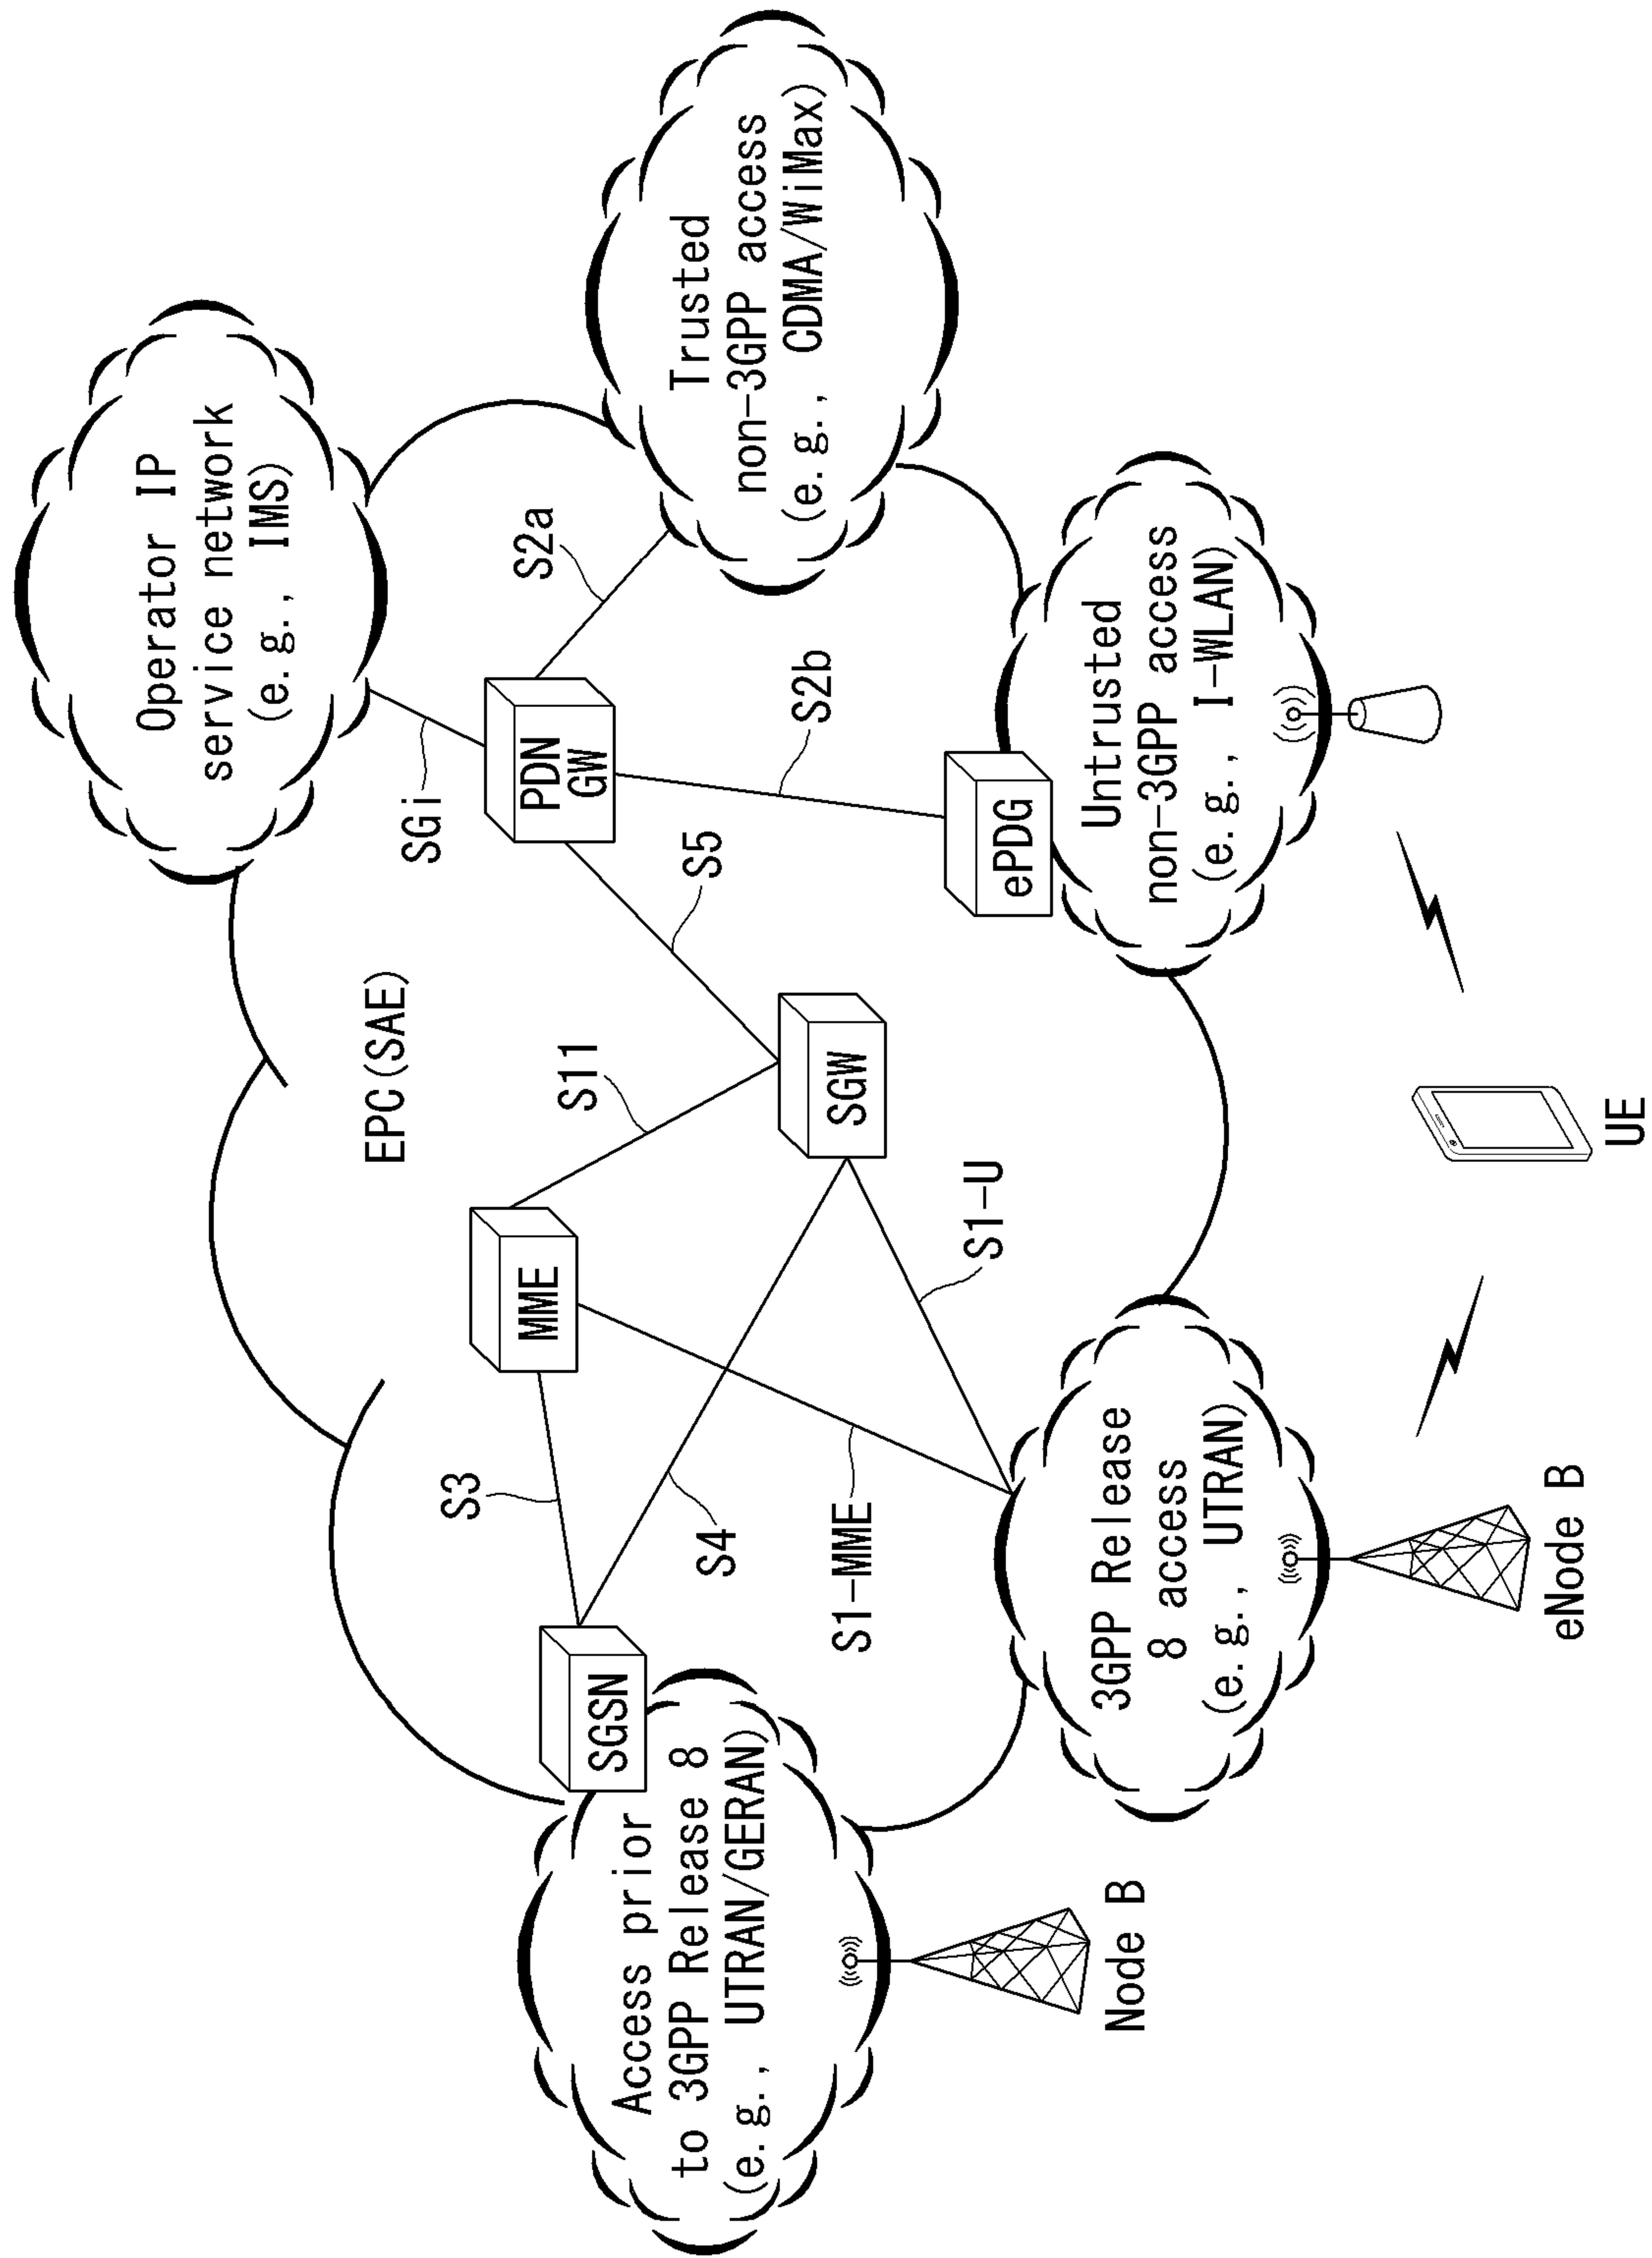 Operator IP
service network
(e.g., IMS)
EPC(SAE)
SGi
S2a
PDN
GW
Trusted
non-3GPP access
(e.g., CDMA/WiMax)
S3
MME
S11
S5
S2b
SGSN
S4
SGW
Access prior
to 3GPP Release 8
(e.g., UTRAN/GERAN)
S1-MME
S1-U
ePDG
Node B
3GPP Release
8 access
(e.g., UTRAN)
Untrusted
non-3GPP access
(e.g., I-WLAN)
eNode B
UE